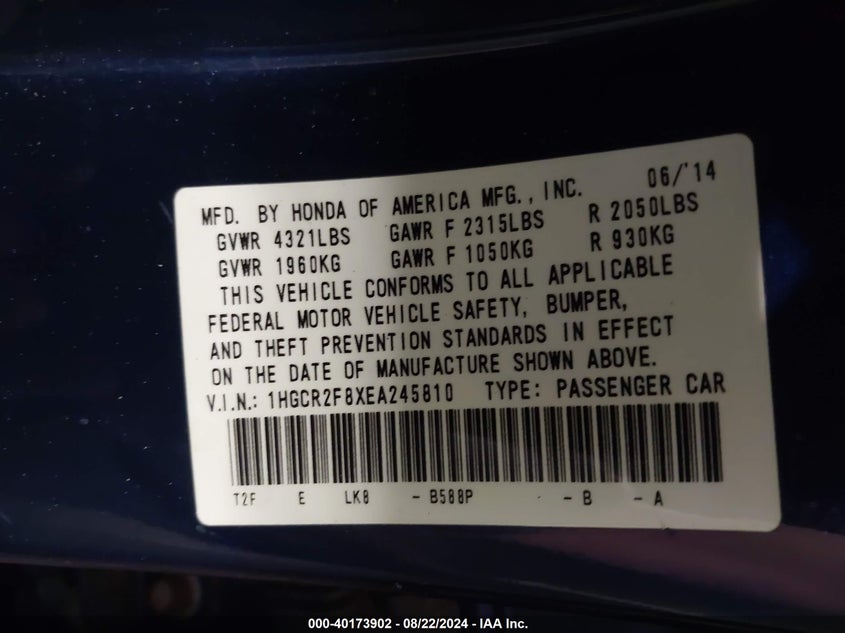 MFD. BY HONDA OF AMERICA MFG., INC. 06/'14
GVWR 4321LBS GAWR F 2315LBS R 2050LBS
GVWR 1960KG GAWR F 1050KG R 930KG
THIS VEHICLE CONFORMS TO ALL APPLICABLE
FEDERAL MOTOR VEHICLE SAFETY, BUMPER,
AND THEFT PREVENTION STANDARDS IN EFFECT
ON THE DATE OF MANUFACTURE SHOWN ABOVE.
V.I.N.: 1HGCR2F8XEA245810 TYPE: PASSENGER CAR
T2F E LK8 - B588P - B - A
000-40173902 - 08/22/2024 - IAA Inc.